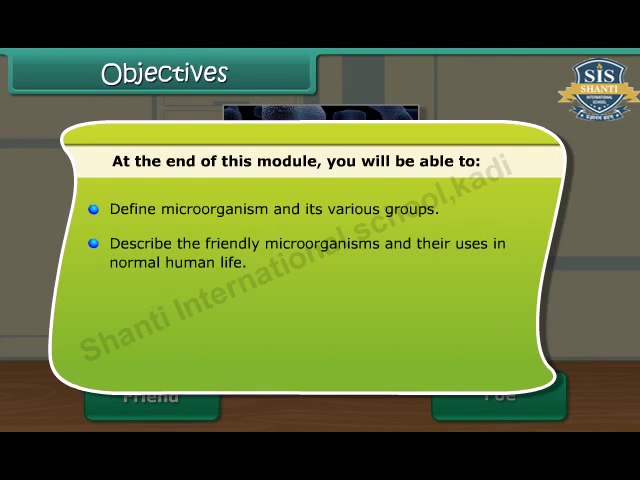 Objectives
SIS
SHANTI
INTERNATIONAL
SCHOOL
At the end of this module, you will be able to:
Define microorganism and its various groups.
Describe the friendly microorganisms and their uses in
normal human life.
Shanti International school,kadi
Friend
Foe